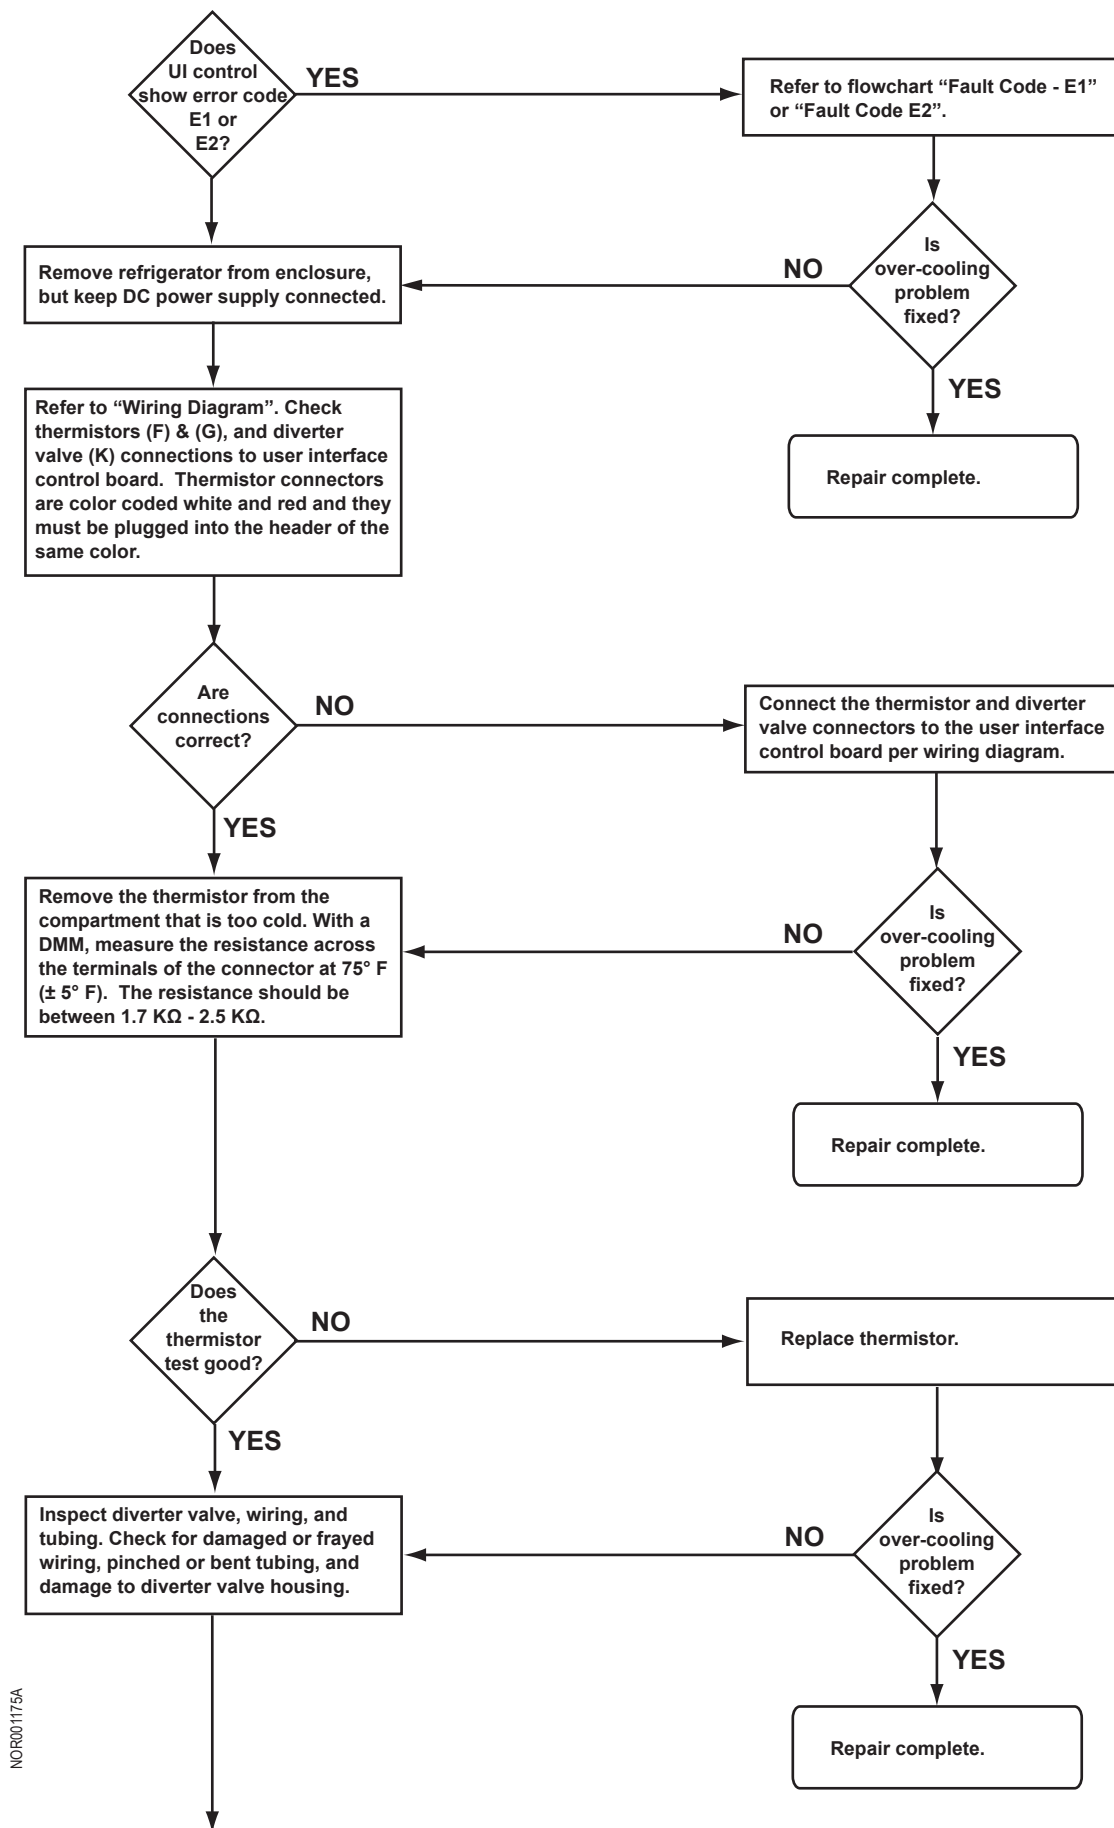 Does
UI control
show error code
E1 or
E2?
YES
Refer to flowchart “Fault Code - E1”
or “Fault Code E2”.
Is
over-cooling
problem
fixed?
NO
YES
Repair complete.
Remove refrigerator from enclosure,
but keep DC power supply connected.
Refer to “Wiring Diagram”. Check
thermistors (F) & (G), and diverter
valve (K) connections to user interface
control board.  Thermistor connectors
are color coded white and red and they
must be plugged into the header of the
same color.
Are
connections
correct?
NO
YES
Connect the thermistor and diverter
valve connectors to the user interface
control board per wiring diagram.
Is
over-cooling
problem
fixed?
NO
YES
Repair complete.
Remove the thermistor from the
compartment that is too cold. With a
DMM, measure the resistance across
the terminals of the connector at 75° F
(± 5° F).  The resistance should be
between 1.7 KΩ - 2.5 KΩ.
Does
the
thermistor
test good?
NO
YES
Replace thermistor.
Is
over-cooling
problem
fixed?
NO
YES
Repair complete.
Inspect diverter valve, wiring, and
tubing. Check for damaged or frayed
wiring, pinched or bent tubing, and
damage to diverter valve housing.
NOR001175A